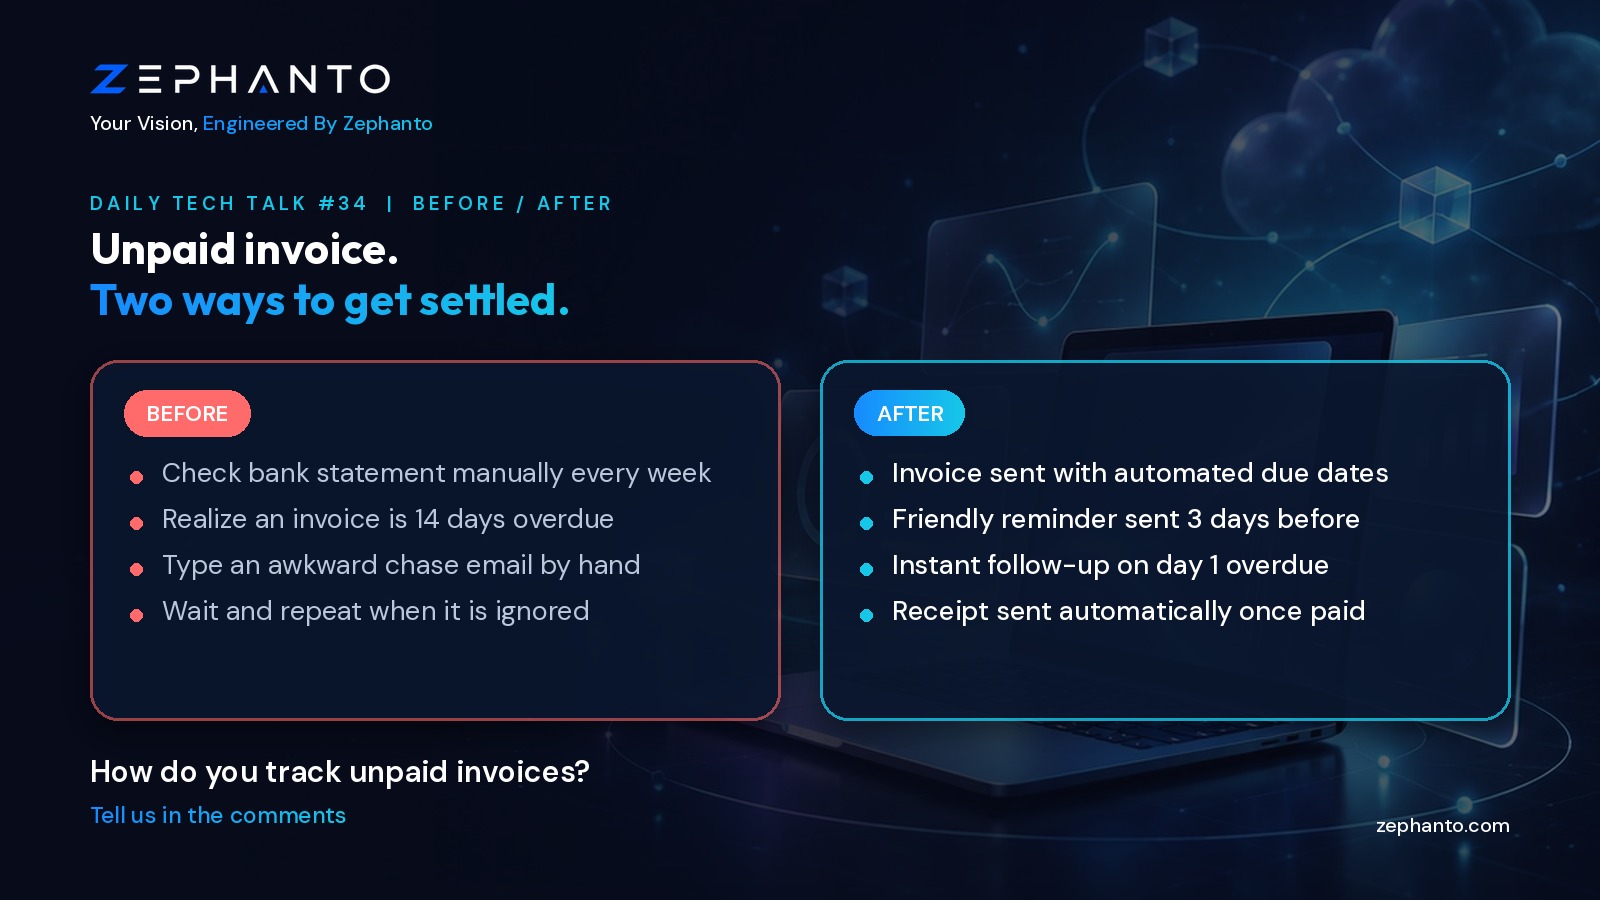 ZEPHANTO
Your Vision, Engineered By Zephanto
DAILY TECH TALK #34 | BEFORE / AFTER
Unpaid invoice.
Two ways to get settled.
BEFORE
Check bank statement manually every week
Realize an invoice is 14 days overdue
Type an awkward chase email by hand
Wait and repeat when it is ignored
AFTER
Invoice sent with automated due dates
Friendly reminder sent 3 days before
Instant follow-up on day 1 overdue
Receipt sent automatically once paid
How do you track unpaid invoices?
Tell us in the comments
zephanto.com